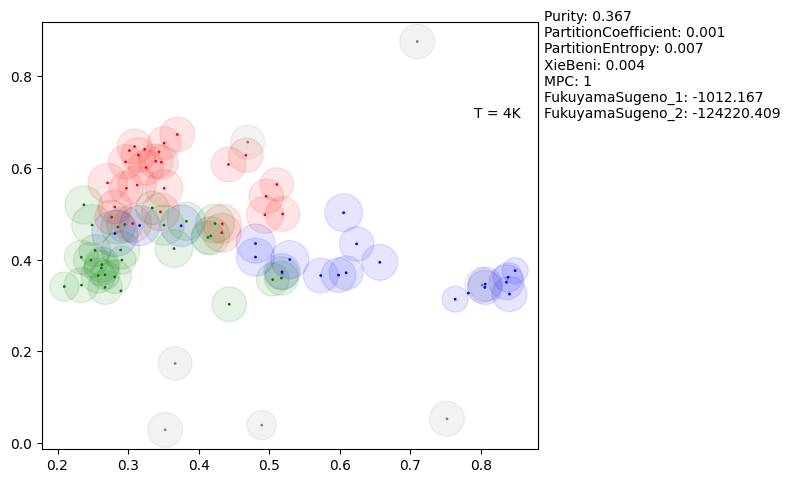 Purity: 0.367
PartitionCoefficient: 0.001
PartitionEntropy: 0.007
XieBeni: 0.004
MPC: 1
FukuyamaSugeno_1: -1012.167
FukuyamaSugeno_2: -124220.409
T = 4K
0.8
0.6
0.4
0.2
0.0
0.2 0.3 0.4 0.5 0.6 0.7 0.8